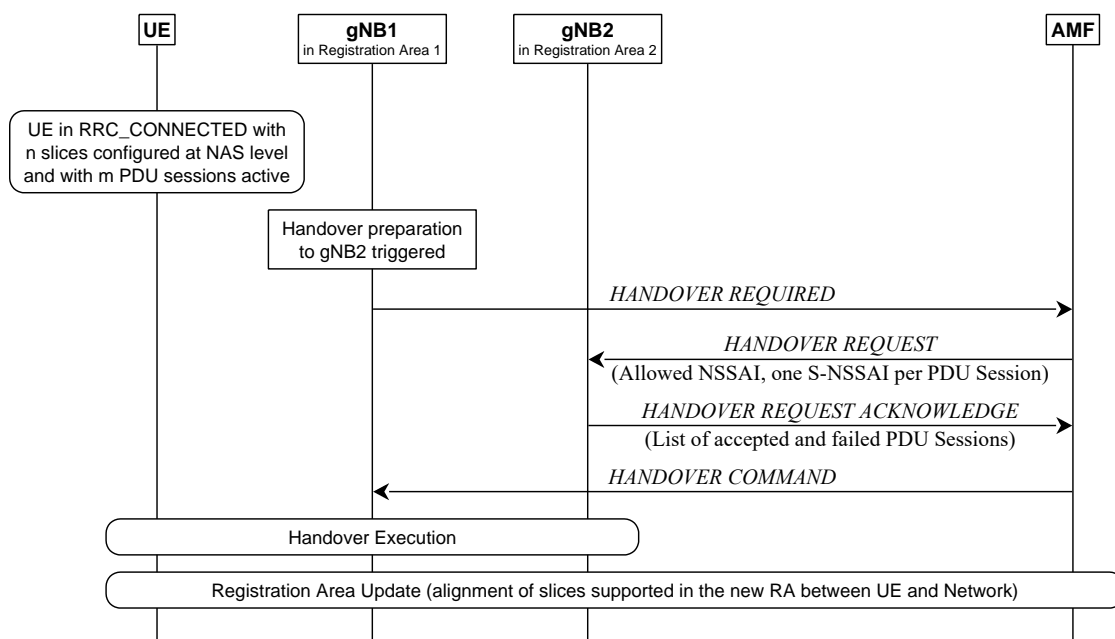 UE
gNB1
in Registration Area 1
gNB2
in Registration Area 2
AMF
UE in RRC_CONNECTED with
n slices configured at NAS level
and with m PDU sessions active
Handover preparation
to gNB2 triggered
HANDOVER REQUIRED
HANDOVER REQUEST
(Allowed NSSAI, one S-NSSAI per PDU Session)
HANDOVER REQUEST ACKNOWLEDGE
(List of accepted and failed PDU Sessions)
HANDOVER COMMAND
Handover Execution
Registration Area Update (alignment of slices supported in the new RA between UE and Network)